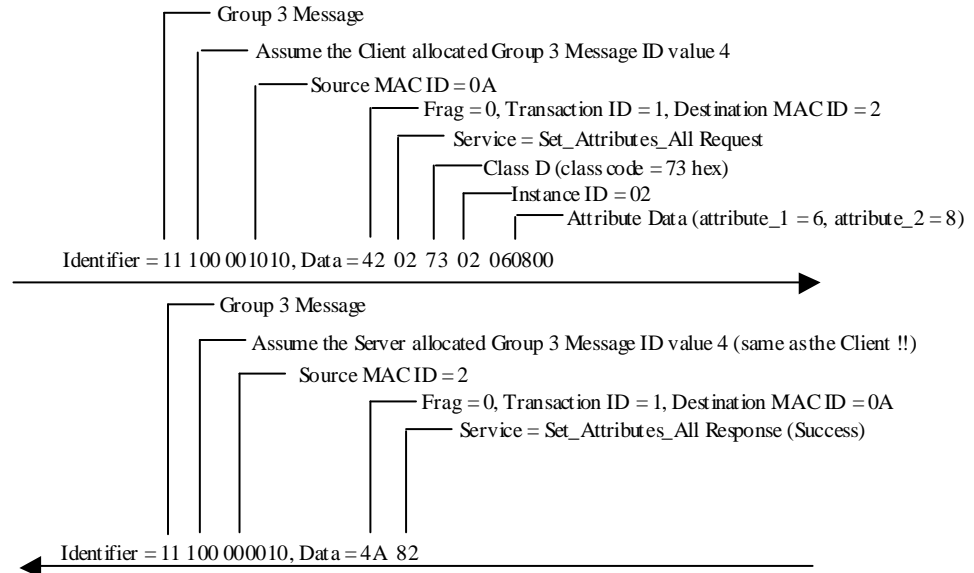 Group 3 Message
Assume the Client allocated Group 3 Message ID value 4
Source MAC ID = 0A
Frag = 0, Transaction ID = 1, Destination MAC ID = 2
Service = Set_Attributes_All Request
Class D (class code = 73 hex)
Instance ID = 02
Attribute Data (attribute_1 = 6, attribute_2 = 8)
Identifier = 11 100 001010, Data = 42 02 73 02 060800
Group 3 Message
Assume the Server allocated Group 3 Message ID value 4 (same as the Client !!)
Source MAC ID = 2
Frag = 0, Transaction ID = 1, Destination MAC ID = 0A
Service = Set_Attributes_All Response (Success)
Identifier = 11 100 000010, Data = 4A 82